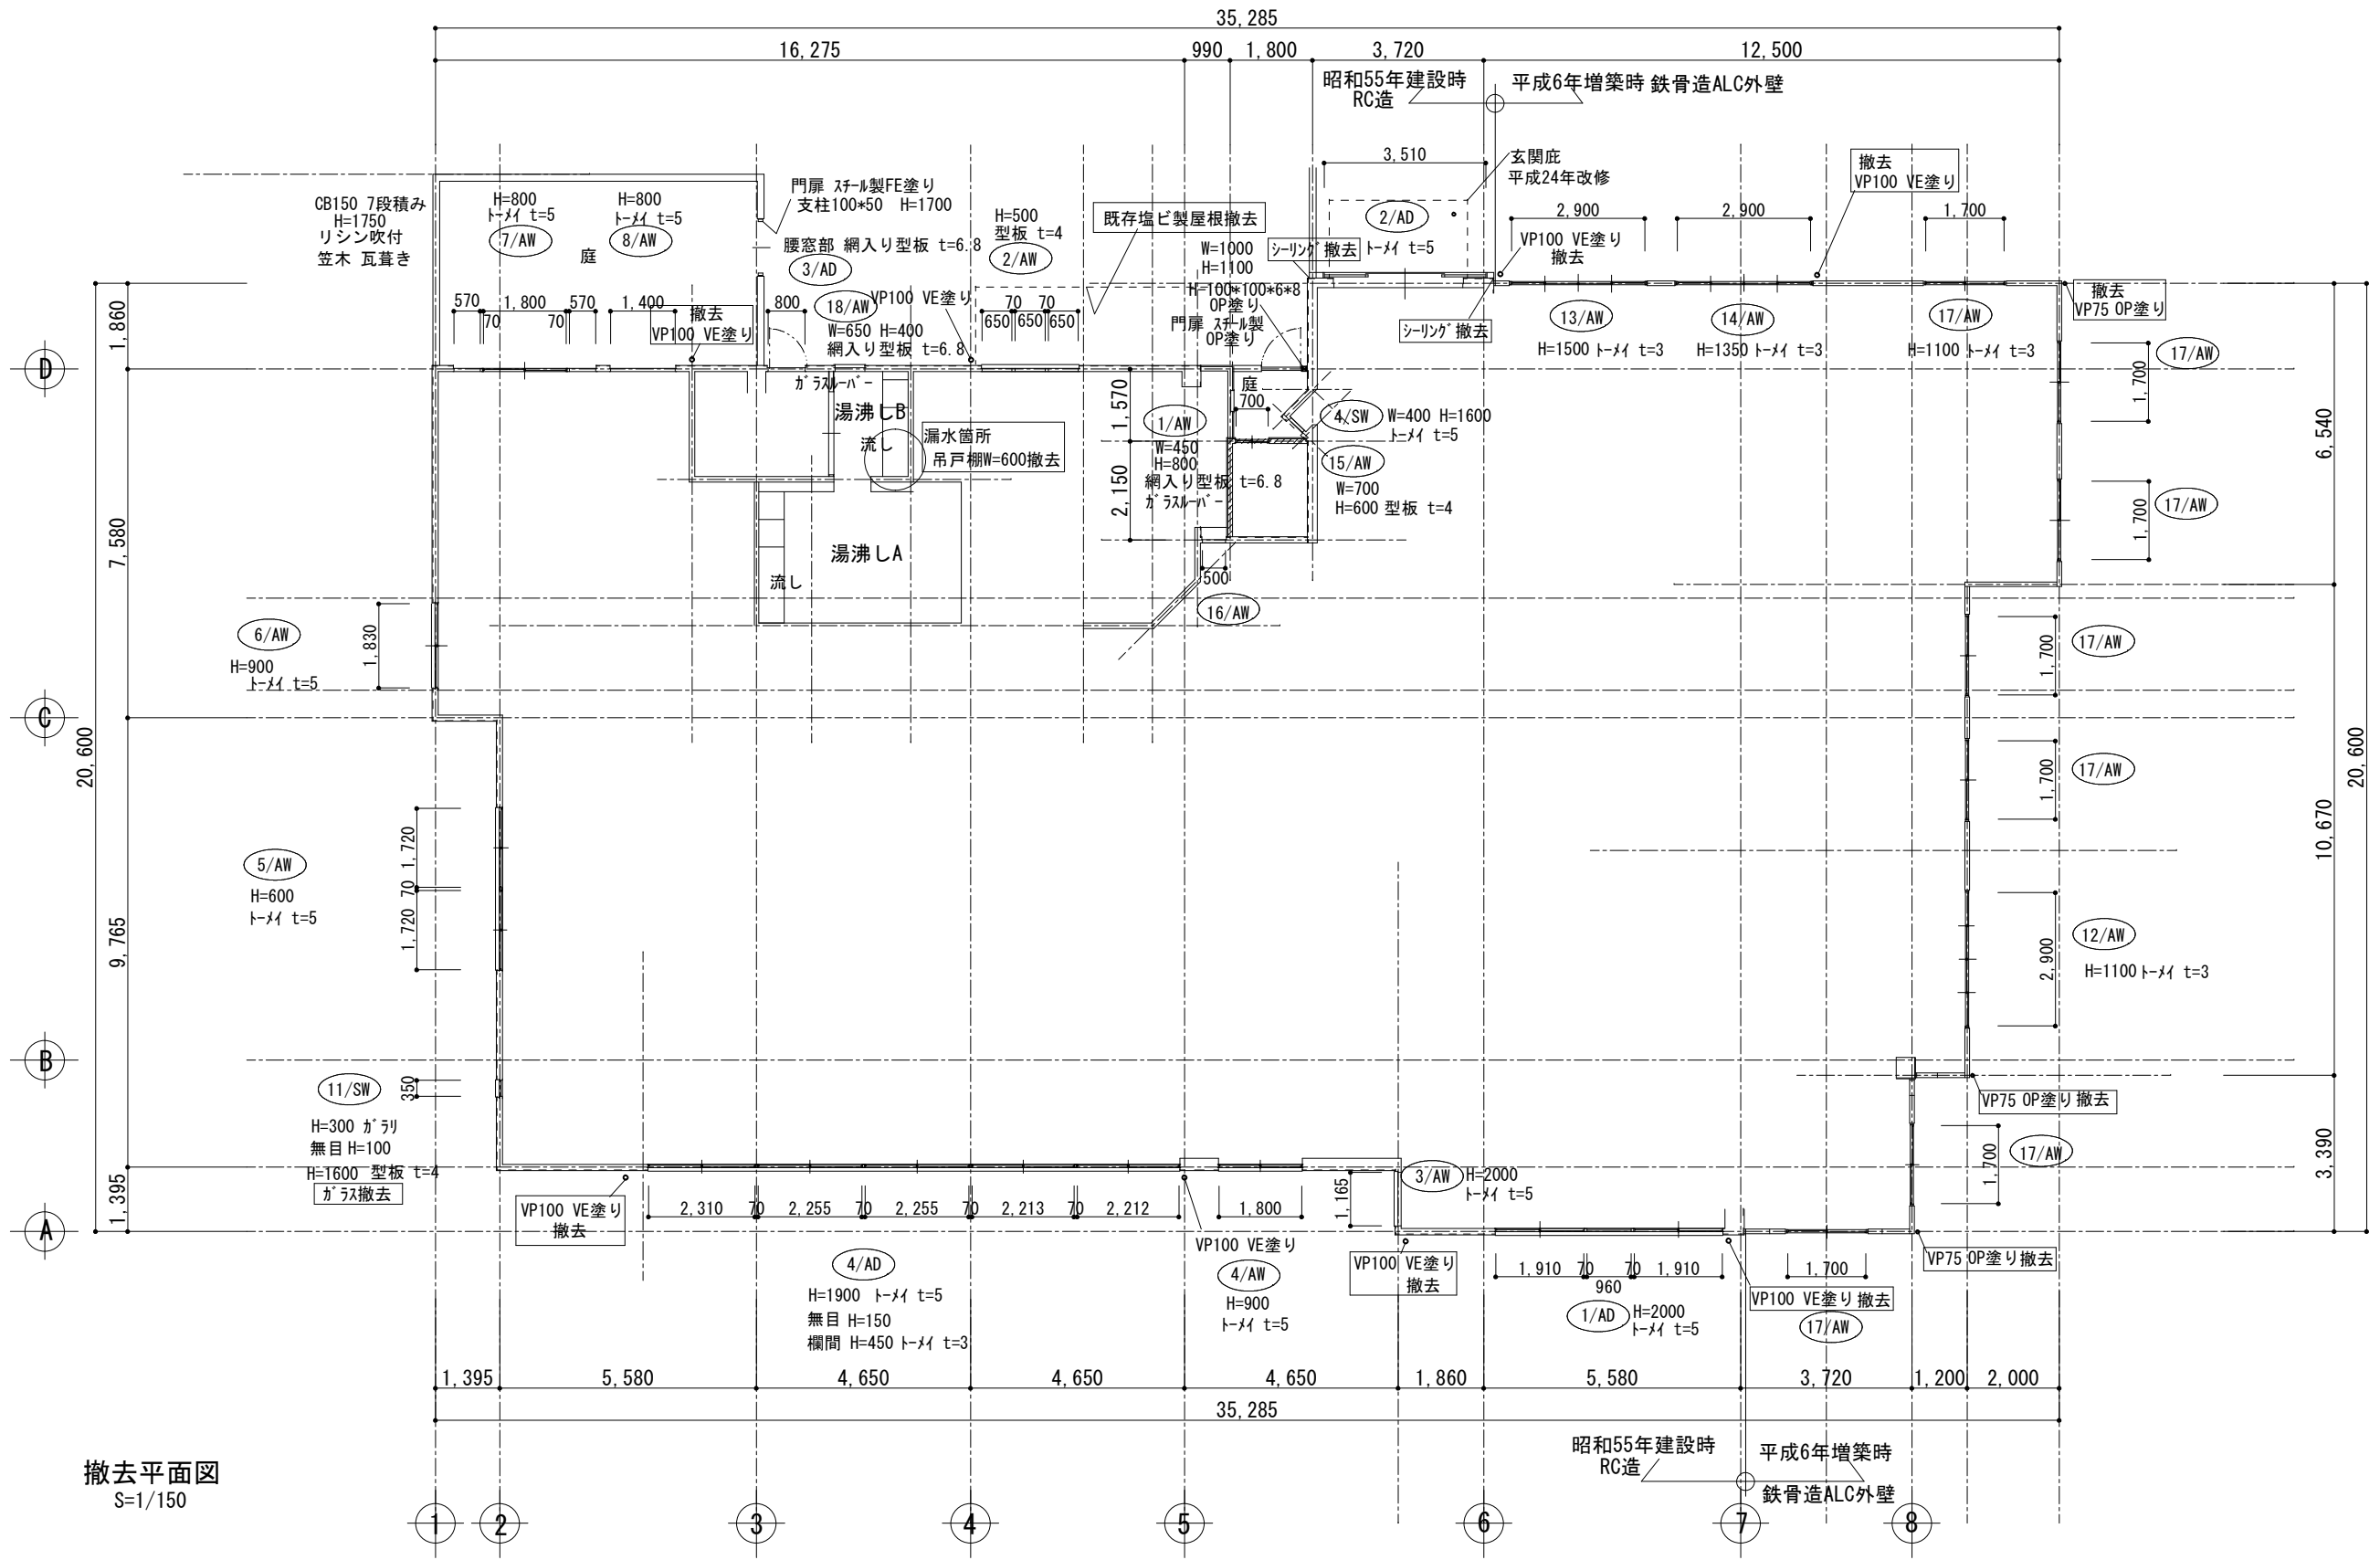 35,285
16,275
990
1,800
3,720
12,500
昭和55年建設時
RC造
平成6年増築時 鉄骨造ALC外壁
3,510
玄関庇
平成24年改修
撤去
VP100 VE塗り
CB150 7段積み
H=1750
リシン吹付
笠木 瓦葺き
H=800
トーメイ t=5
7/AW
H=800
トーメイ t=5
8/AW
庭
門扉 スチール製FE塗り
支柱100*50 H=1700
腰窓部 網入り型板 t=6.8
3/AD
H=500
型板 t=4
2/AW
既存塩ビ製屋根撤去
W=1000
H=1100
シーリング撤去
2/AD
トーメイ t=5
H-100*100*6*8
OP塗り
門扉 スチール製
OP塗り
VP100 VE塗り
撤去
2,900
2,900
1,700
撤去
VP75 OP塗り
シーリング撤去
13/AW
H=1500 トーメイ t=3
14/AW
H=1350 トーメイ t=3
17/AW
H=1100 トーメイ t=3
570
70
1,800
70
570
1,400
撤去
VP100 VE塗り
800
18/AW
W=650 H=400
網入り型板 t=6.8
VP100 VE塗り
70
70
650
650
650
1,860
D
ガラスルーバー
湯沸しB
流し
漏水箇所
吊戸棚W=600撤去
1,570
2,150
1/AW
W=450
H=800
網入り型板 t=6.8
ガラスルーバー
庭
700
4/SW
W=400 H=1600
トーメイ t=5
15/AW
W=700
H=600 型板 t=4
17/AW
1,700
17/AW
1,700
6,540
7,580
湯沸しA
流し
500
16/AW
6/AW
H=900
トーメイ t=5
1,830
17/AW
1,700
C
20,600
17/AW
1,700
20,600
10,670
5/AW
H=600
トーメイ t=5
1,720
70
1,720
9,765
12/AW
H=1100 トーメイ t=3
2,900
B
11/SW
350
H=300 ガラリ
無目 H=100
H=1600 型板 t=4
ガラス撤去
VP75 OP塗り 撤去
17/AW
1,700
3,390
1,395
A
VP100 VE塗り
撤去
2,310
70
2,255
70
2,255
70
2,213
70
2,212
1,800
1,165
3/AW
H=2000
トーメイ t=5
4/AD
H=1900 トーメイ t=5
無目 H=150
欄間 H=450 トーメイ t=3
VP100 VE塗り
4/AW
H=900
トーメイ t=5
VP100 VE塗り
撤去
1,910
70
960
70
1,910
1/AD
H=2000
トーメイ t=5
1,700
VP100 VE塗り 撤去
17/AW
VP75 OP塗り撤去
1,395
5,580
4,650
4,650
4,650
1,860
5,580
3,720
1,200
2,000
35,285
昭和55年建設時
RC造
平成6年増築時
鉄骨造ALC外壁
撤去平面図
S=1/150
1
2
3
4
5
6
7
8